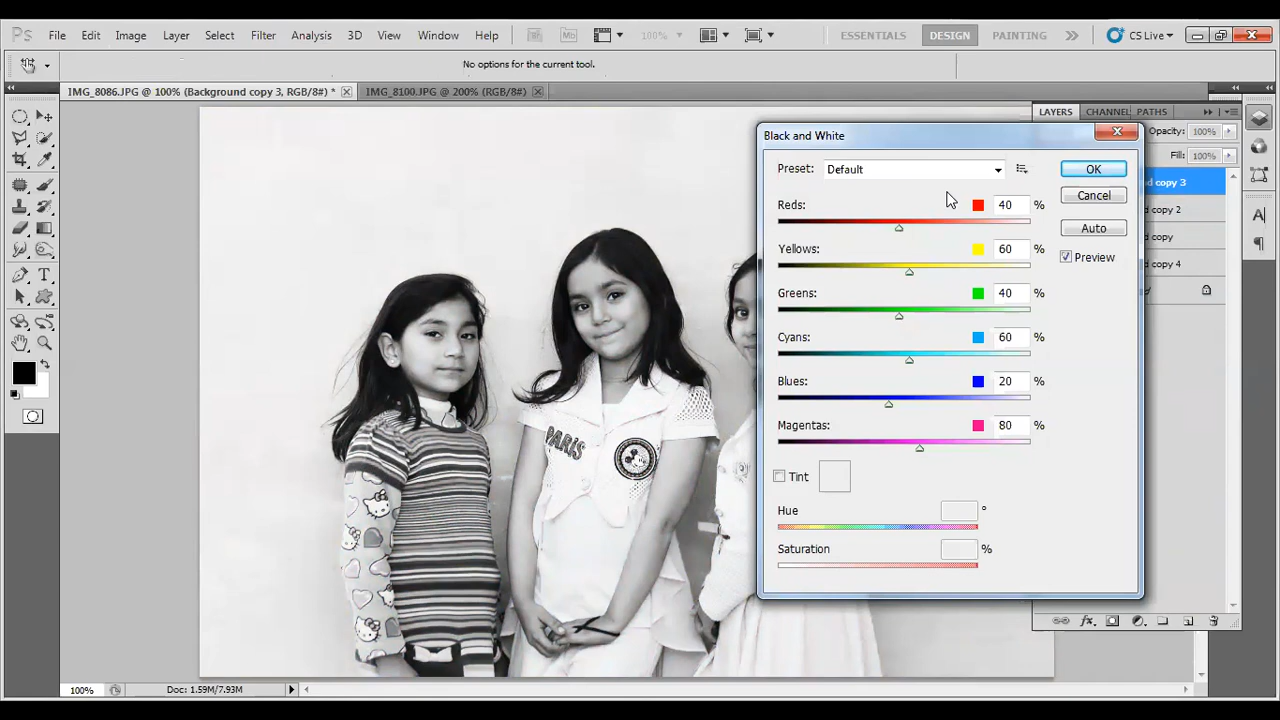 Ps File Edit Image Layer Select Filter Analysis 3D View Window Help Br Mb 100% ESSENTIALS DESIGN PAINTING CS Live
No options for the current tool.
IMG_8086.JPG @ 100% (Background copy 3, RGB/8#) * IMG_8100.JPG @ 200% (RGB/8#)
LAYERS CHANNEL PATHS
Opacity: 100%
Fill: 100%
d copy 3
d copy 2
d copy
d copy 4
Black and White
Preset: Default OK
Reds: 40 % Cancel
Auto
Yellows: 60 % Preview
Greens: 40 %
Cyans: 60 %
Blues: 20 %
Magentas: 80 %
Tint
Hue °
Saturation %
PARIS
100% Doc: 1.59M/7.93M